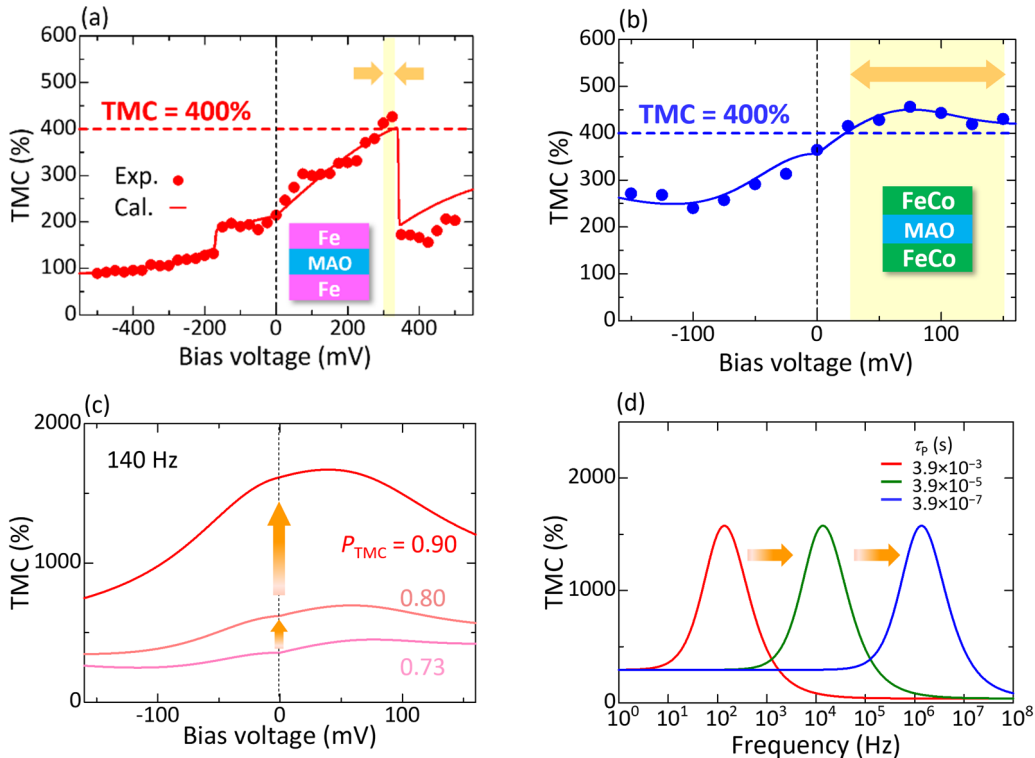 (a)
600
500
400
300
200
100
0
TMC (%)
TMC = 400%
Exp.
Cal.
Fe
MAO
Fe
-400
-200
0
200
400
Bias voltage (mV)
(b)
600
500
400
300
200
100
0
TMC (%)
TMC = 400%
FeCo
MAO
FeCo
-100
0
100
Bias voltage (mV)
(c)
2000
1000
0
TMC (%)
140 Hz
P_TMC = 0.90
0.80
0.73
-100
0
100
Bias voltage (mV)
(d)
2000
1000
0
TMC (%)
τ_P (s)
3.9×10⁻³
3.9×10⁻⁵
3.9×10⁻⁷
10⁰ 10¹ 10² 10³ 10⁴ 10⁵ 10⁶ 10⁷ 10⁸
Frequency (Hz)